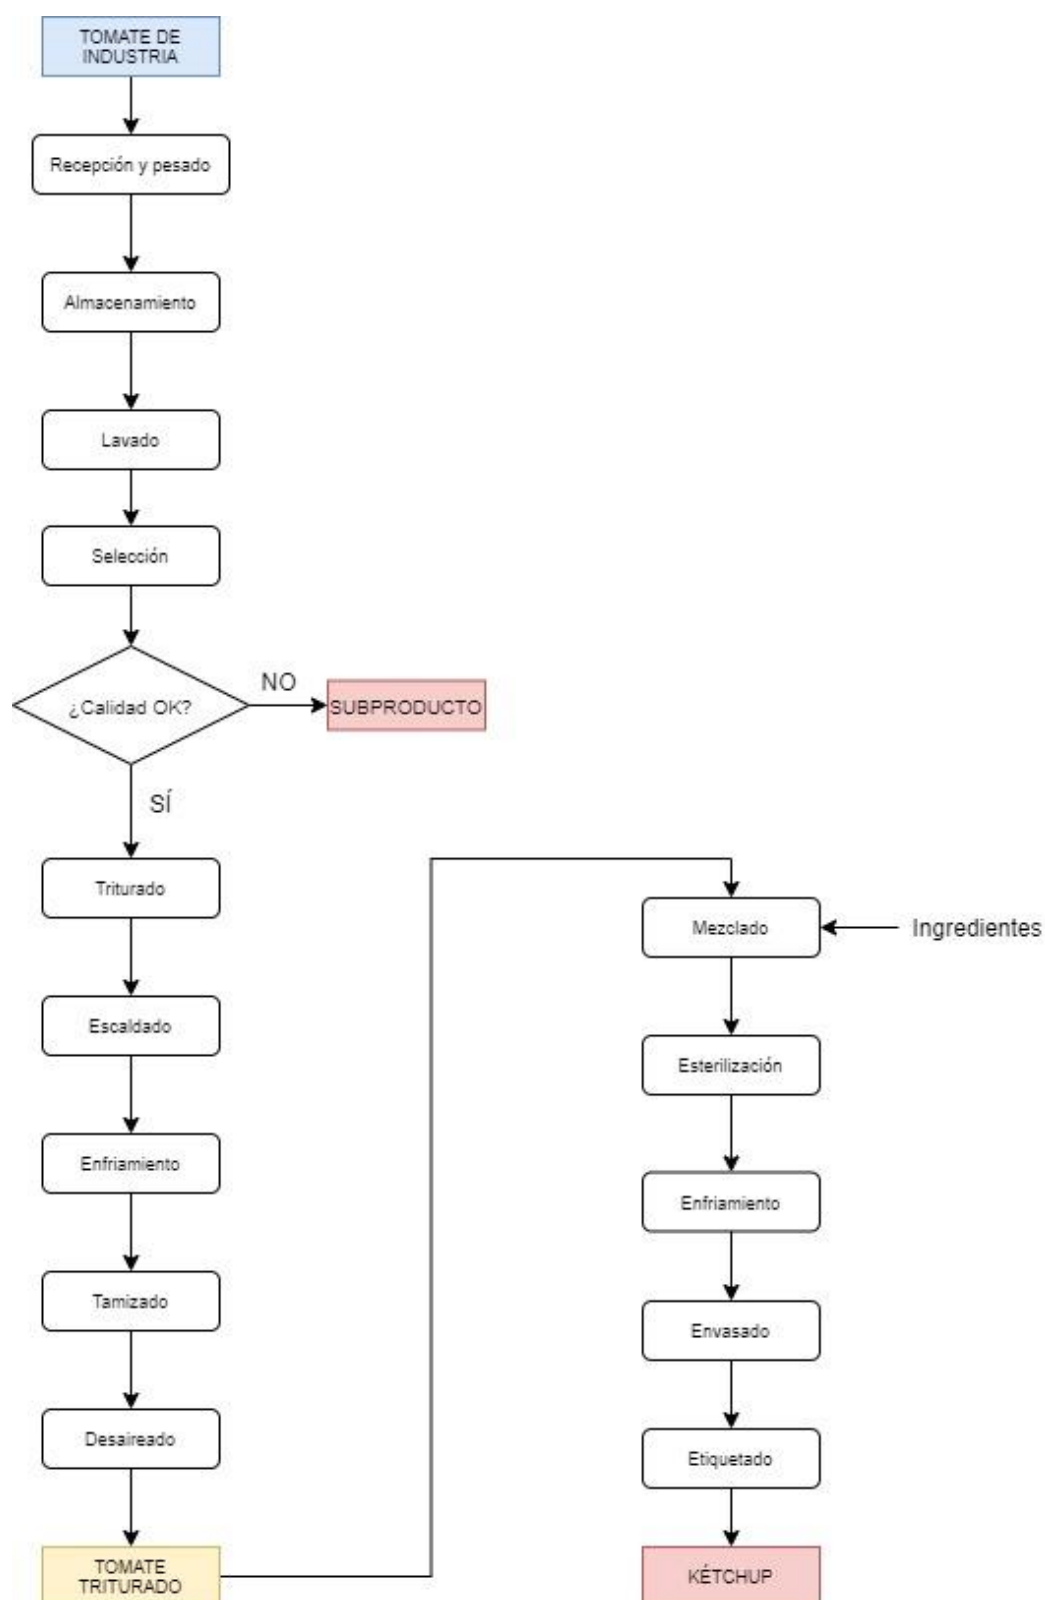 TOMATE DE
INDUSTRIA
Recepción y pesado
Almacenamiento
Lavado
Selección
¿Calidad OK?
NO
SUBPRODUCTO
SÍ
Triturado
Escaldado
Enfriamiento
Tamizado
Desaireado
TOMATE
TRITURADO
Mezclado
Ingredientes
Esterilización
Enfriamiento
Envasado
Etiquetado
KÉTCHUP